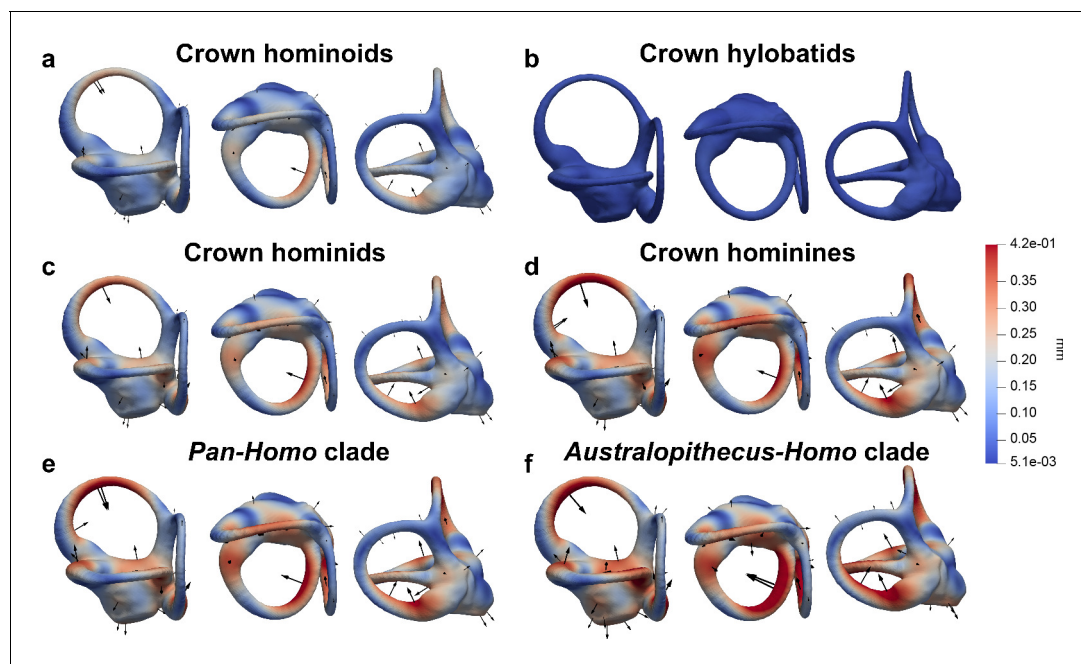 a Crown hominoids
b Crown hylobatids
c Crown hominids
d Crown hominines
4.2e-01
0.35
0.30
0.25
0.20
0.15
0.10
0.05
5.1e-03
mm
e Pan-Homo clade
f Australopithecus-Homo clade